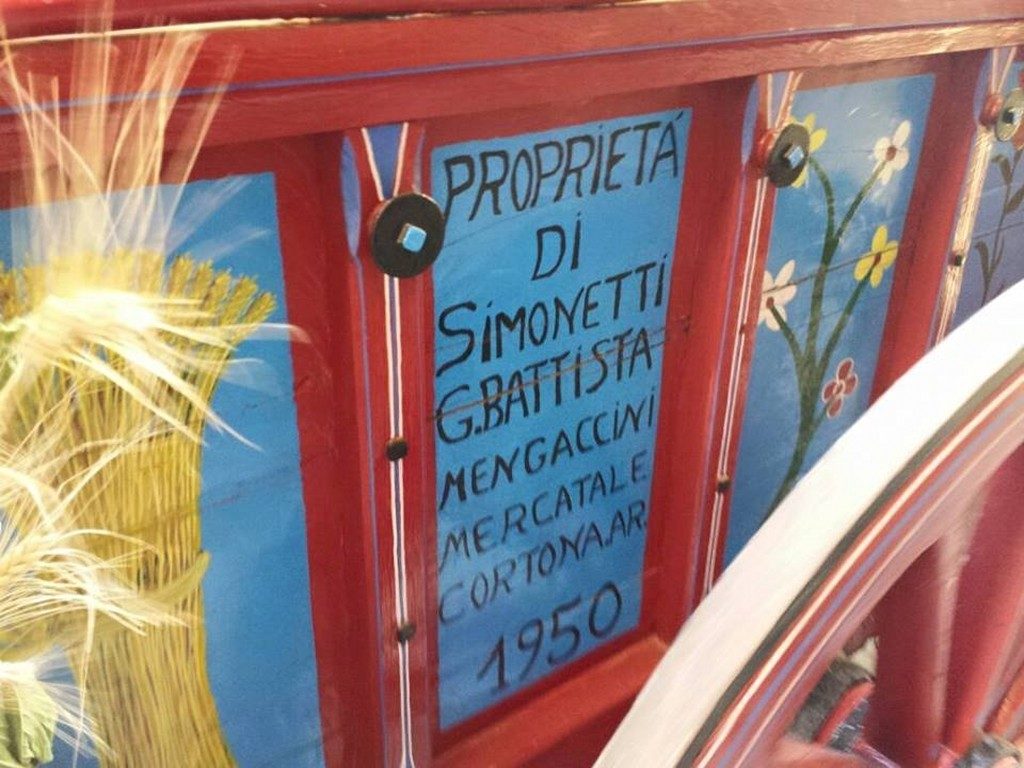 PROPRIETÁ
DI
SiMONETTi
G.BATTiSTA
MENGACCINI
MERCATALE
CORTONA.AR.
1950